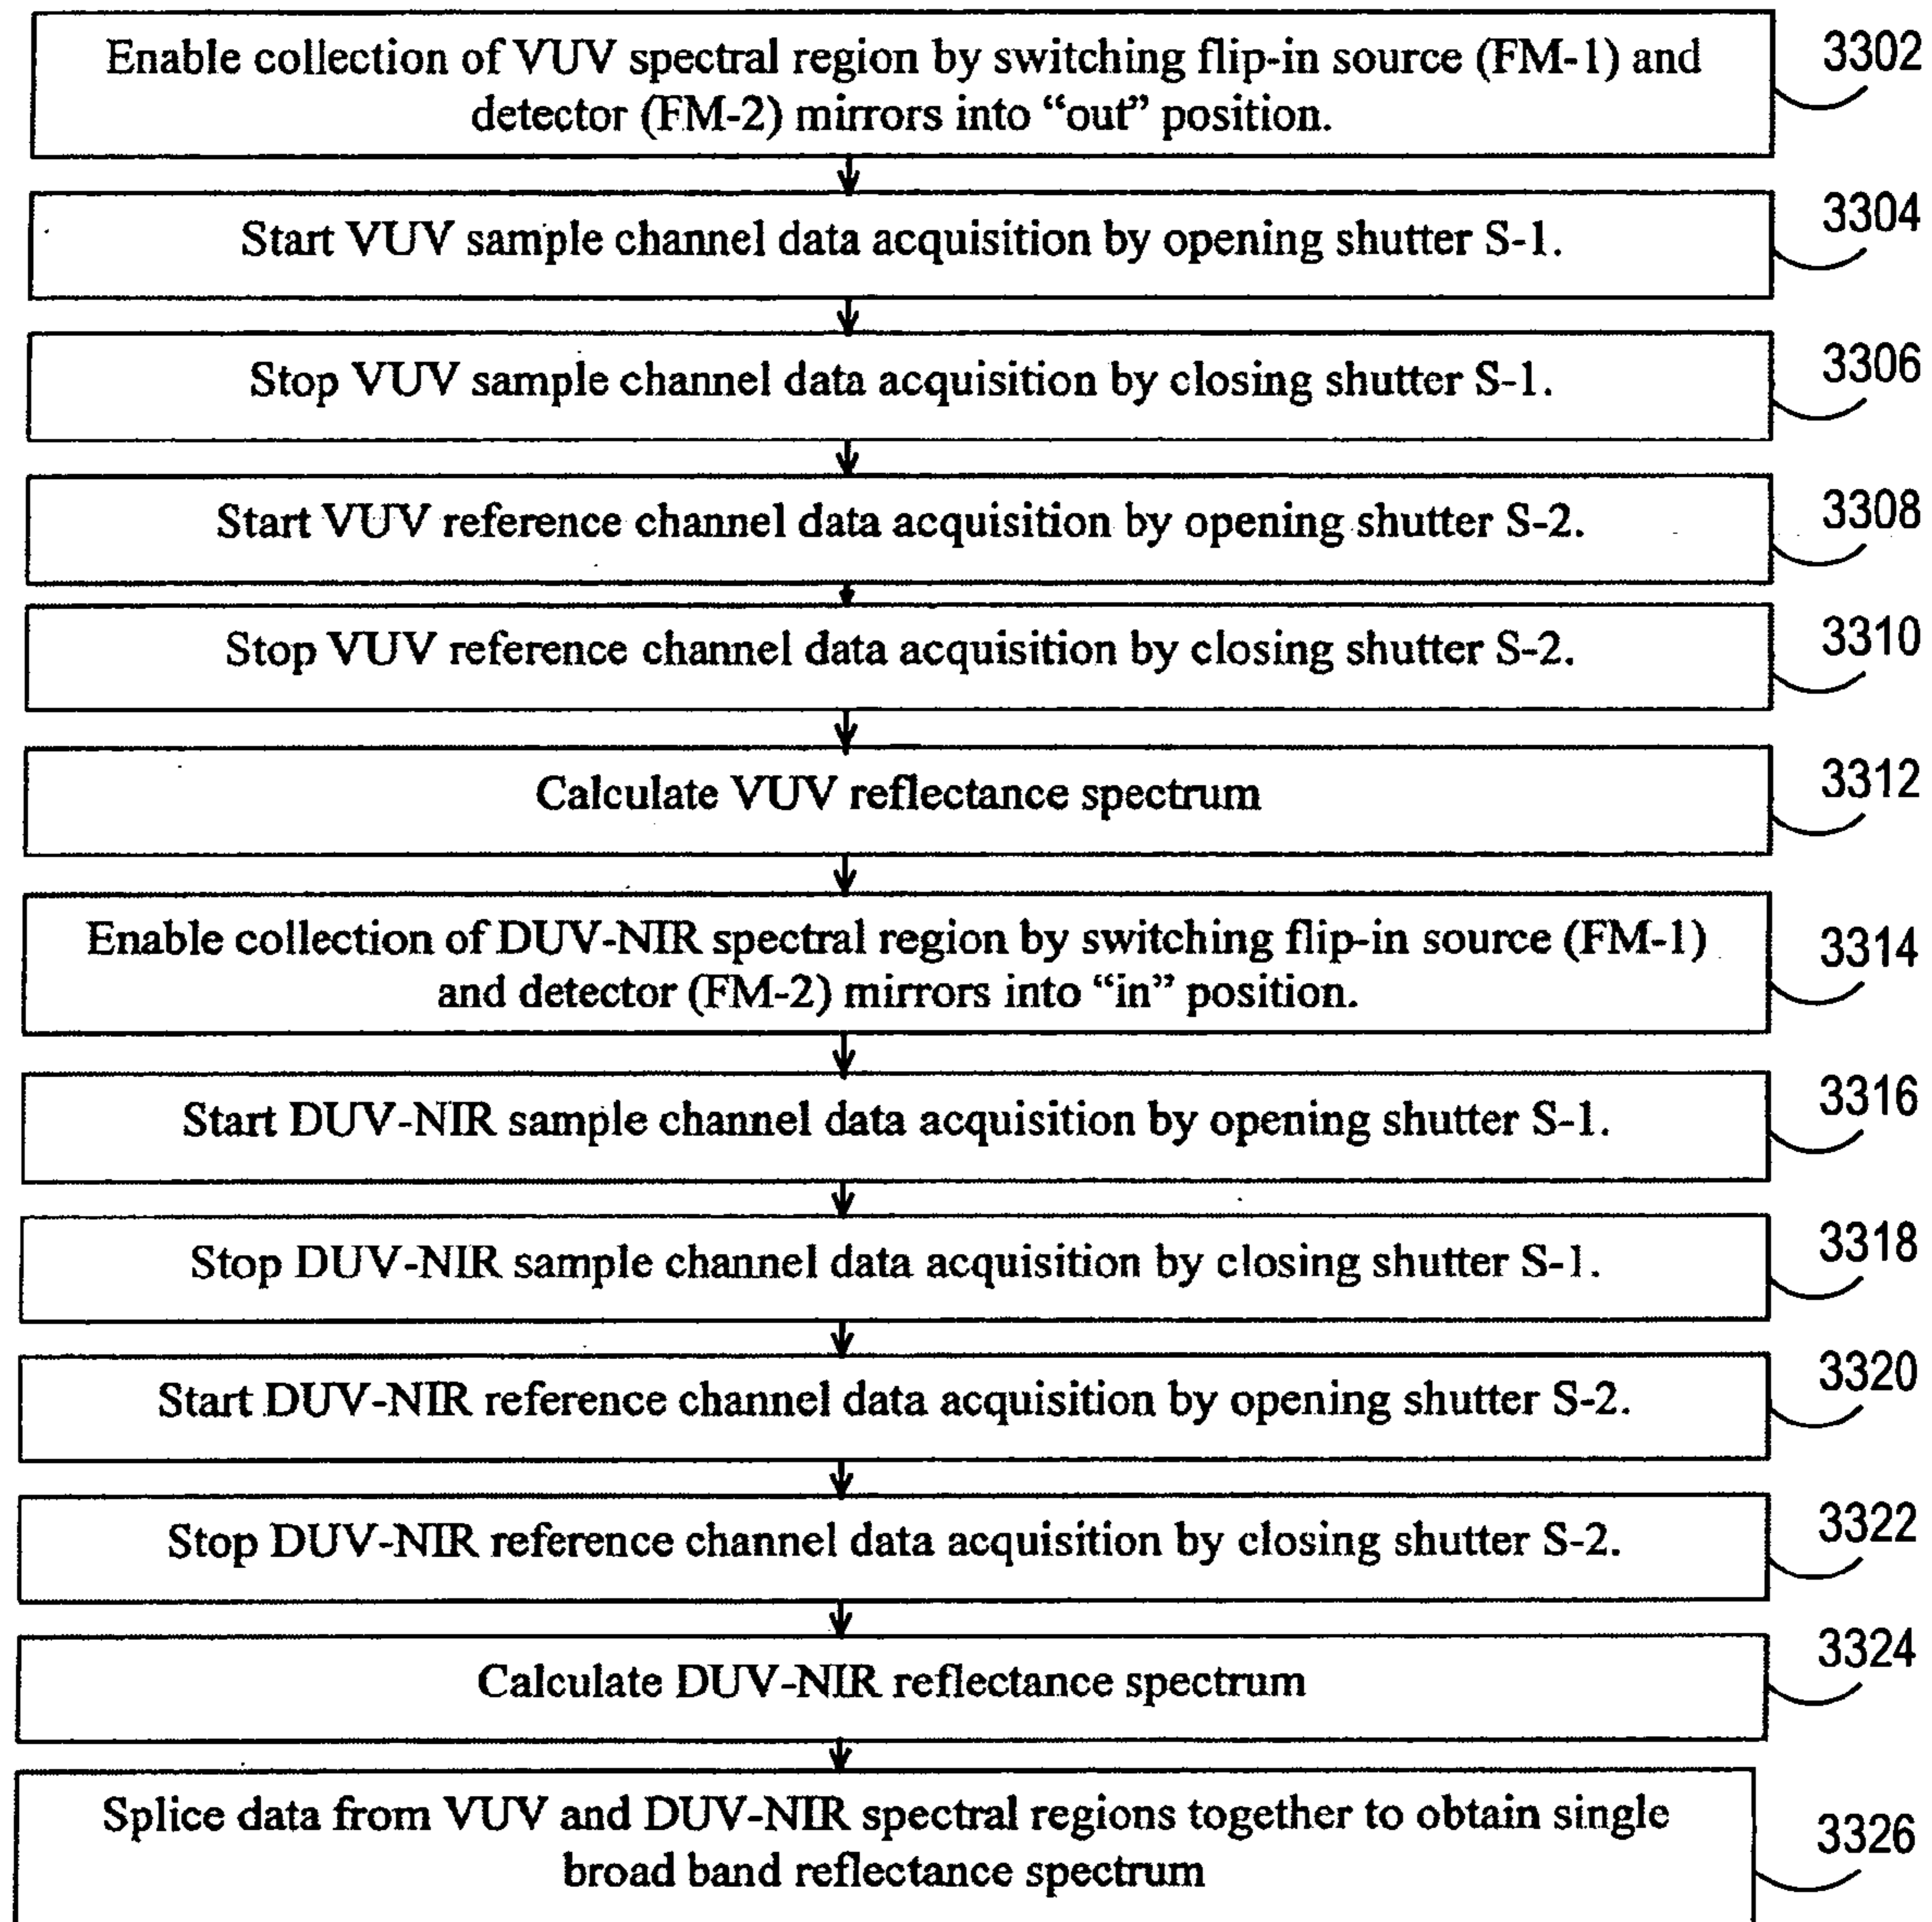 Enable collection of VUV spectral region by switching flip-in source (FM-1) and
detector (FM-2) mirrors into “out” position.
3302
Start VUV sample channel data acquisition by opening shutter S-1.
3304
Stop VUV sample channel data acquisition by closing shutter S-1.
3306
Start VUV reference channel data acquisition by opening shutter S-2.
3308
Stop VUV reference channel data acquisition by closing shutter S-2.
3310
Calculate VUV reflectance spectrum
3312
Enable collection of DUV-NIR spectral region by switching flip-in source (FM-1)
and detector (FM-2) mirrors into “in” position.
3314
Start DUV-NIR sample channel data acquisition by opening shutter S-1.
3316
Stop DUV-NIR sample channel data acquisition by closing shutter S-1.
3318
Start DUV-NIR reference channel data acquisition by opening shutter S-2.
3320
Stop DUV-NIR reference channel data acquisition by closing shutter S-2.
3322
Calculate DUV-NIR reflectance spectrum
3324
Splice data from VUV and DUV-NIR spectral regions together to obtain single
broad band reflectance spectrum
3326